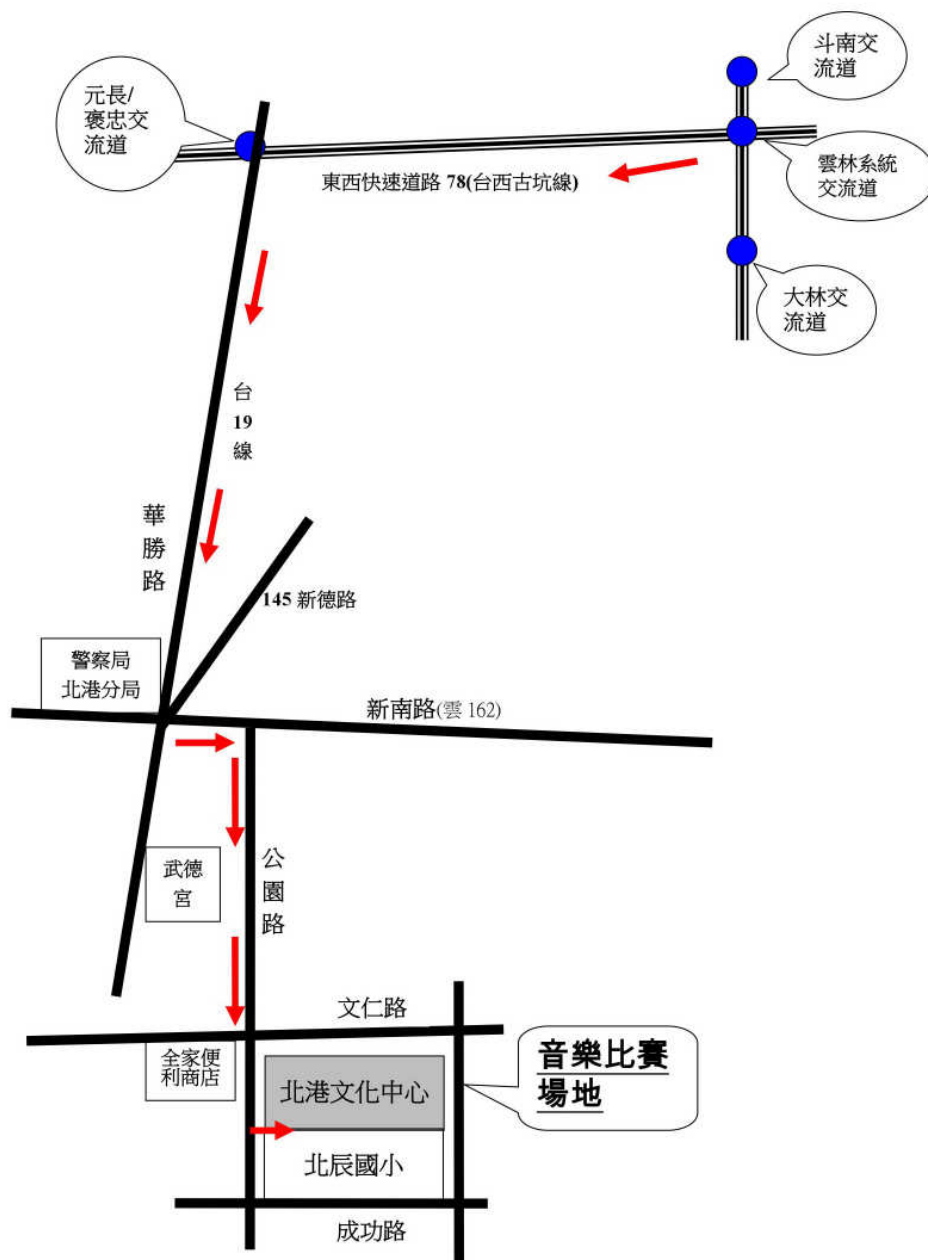 斗南交
流道
元長/
褒忠交
流道
雲林系統
交流道
東西快速道路 78(台西古坑線)
大林交
流道
台
19
線
華
勝
路
145 新德路
警察局
北港分局
新南路(雲 162)
武德
宮
公
園
路
文仁路
全家便
利商店
音樂比賽
場地
北港文化中心
北辰國小
成功路